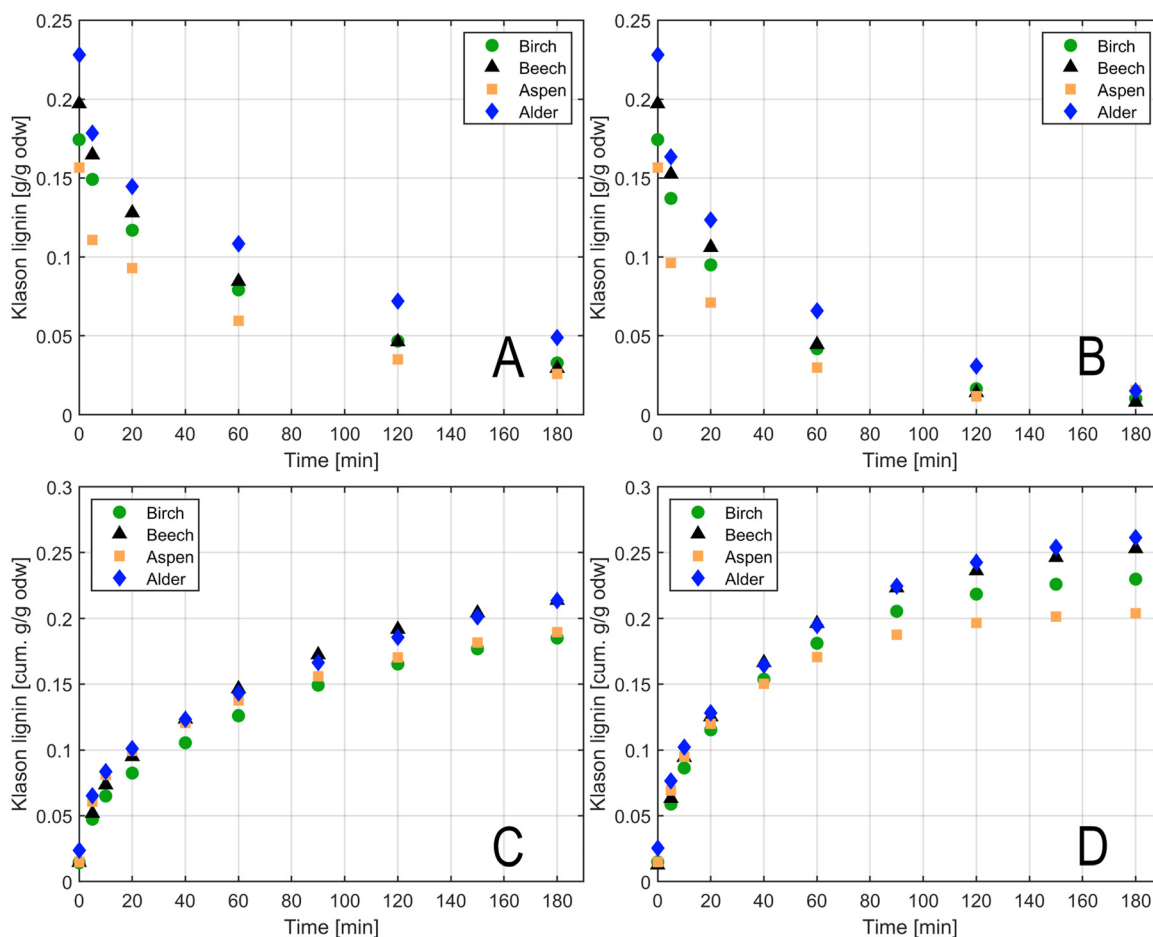 0.25
0.2
0.15
0.1
0.05
0
Klason lignin [g/g odw]
Birch
Beech
Aspen
Alder
A
0 20 40 60 80 100 120 140 160 180
Time [min]
0.25
0.2
0.15
0.1
0.05
0
Klason lignin [g/g odw]
Birch
Beech
Aspen
Alder
B
0 20 40 60 80 100 120 140 160 180
Time [min]
0.3
0.25
0.2
0.15
0.1
0.05
0
Klason lignin [cum. g/g odw]
Birch
Beech
Aspen
Alder
C
0 20 40 60 80 100 120 140 160 180
Time [min]
0.3
0.25
0.2
0.15
0.1
0.05
0
Klason lignin [cum. g/g odw]
Birch
Beech
Aspen
Alder
D
0 20 40 60 80 100 120 140 160 180
Time [min]